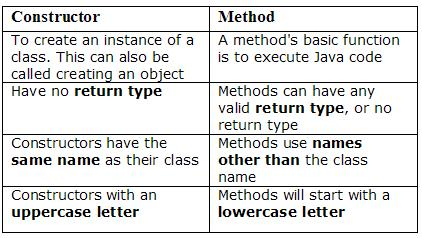 Constructor
Method
To create an instance of a
class. This can also be
called creating an object
A method's basic function
is to execute Java code
Have no return type
Methods can have any
valid return type, or no
return type
Constructors have the
same name as their class
Methods use names
other than the class
name
Constructors with an
uppercase letter
Methods will start with a
lowercase letter